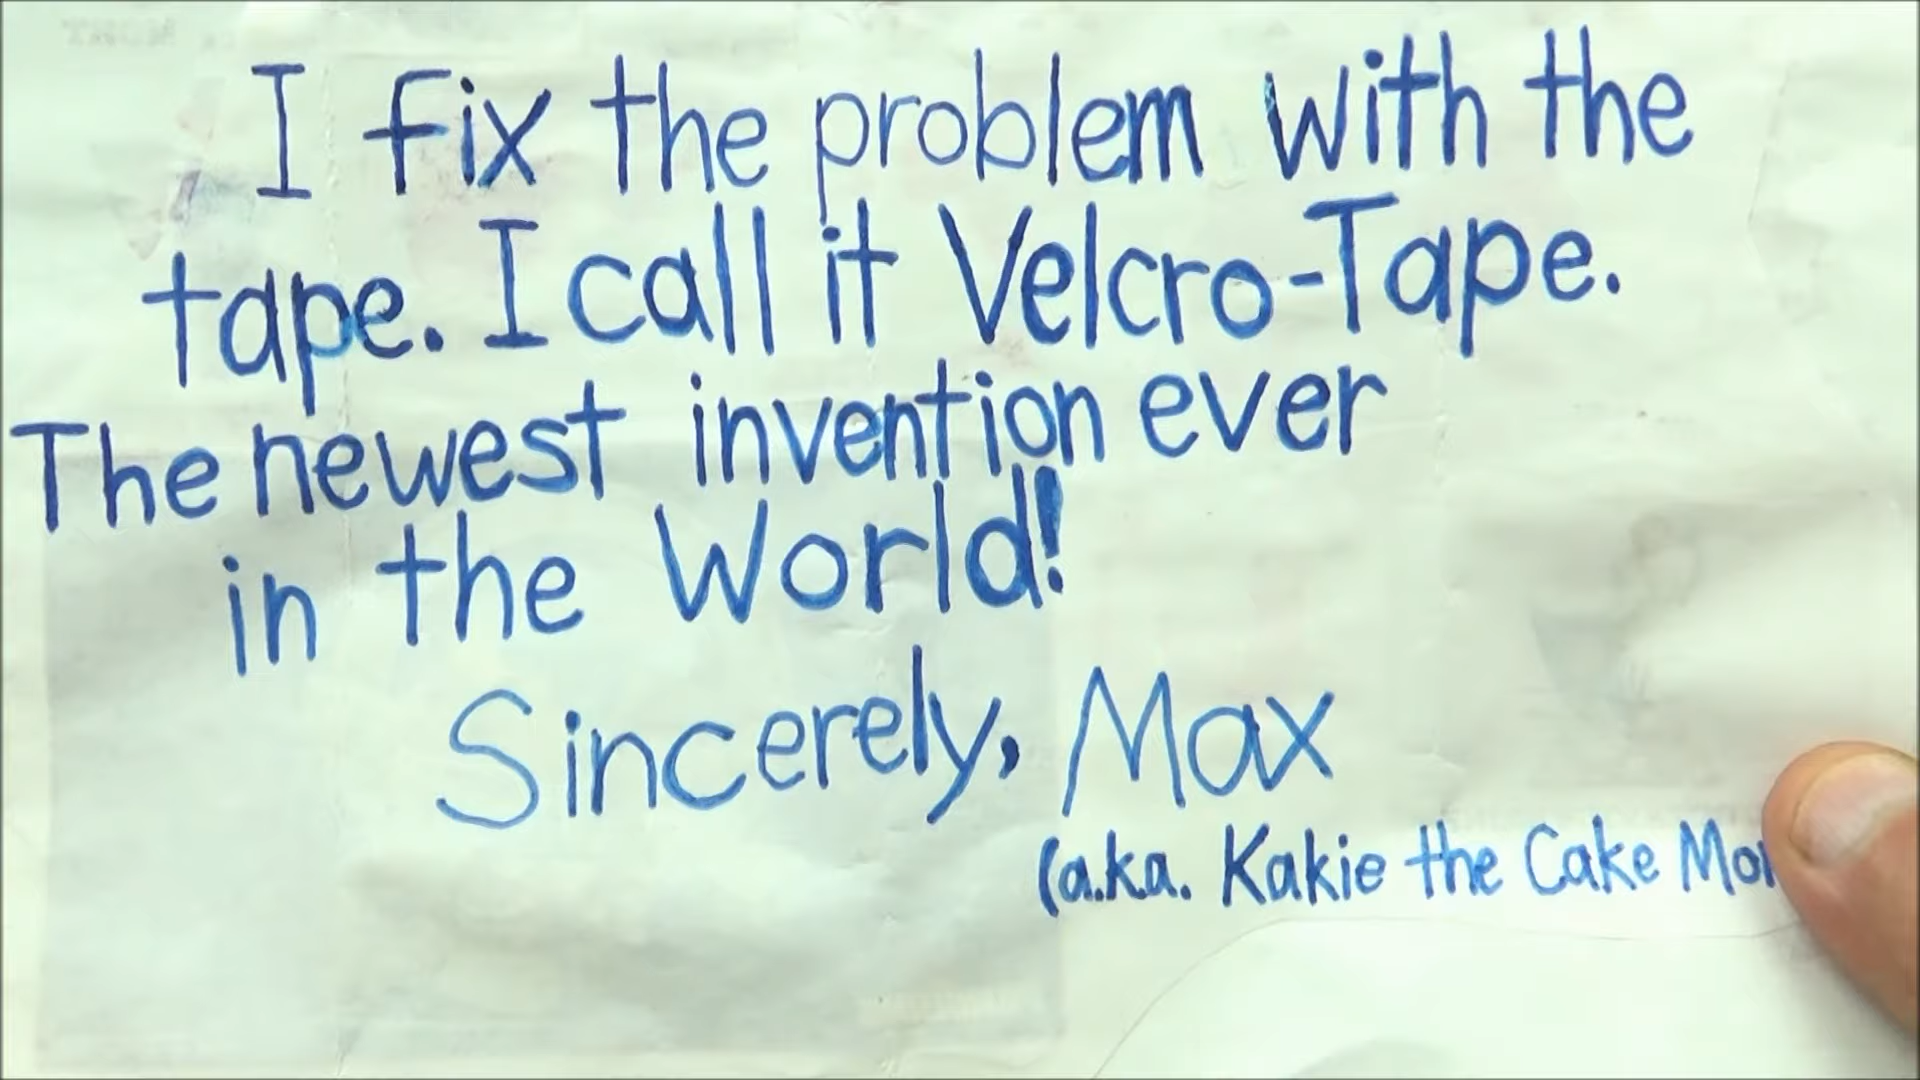 I fix the problem with the
tape. I call it Velcro-Tape.
The newest invention ever
in the World!
Sincerely, Max
(a.k.a. Kakie the Cake